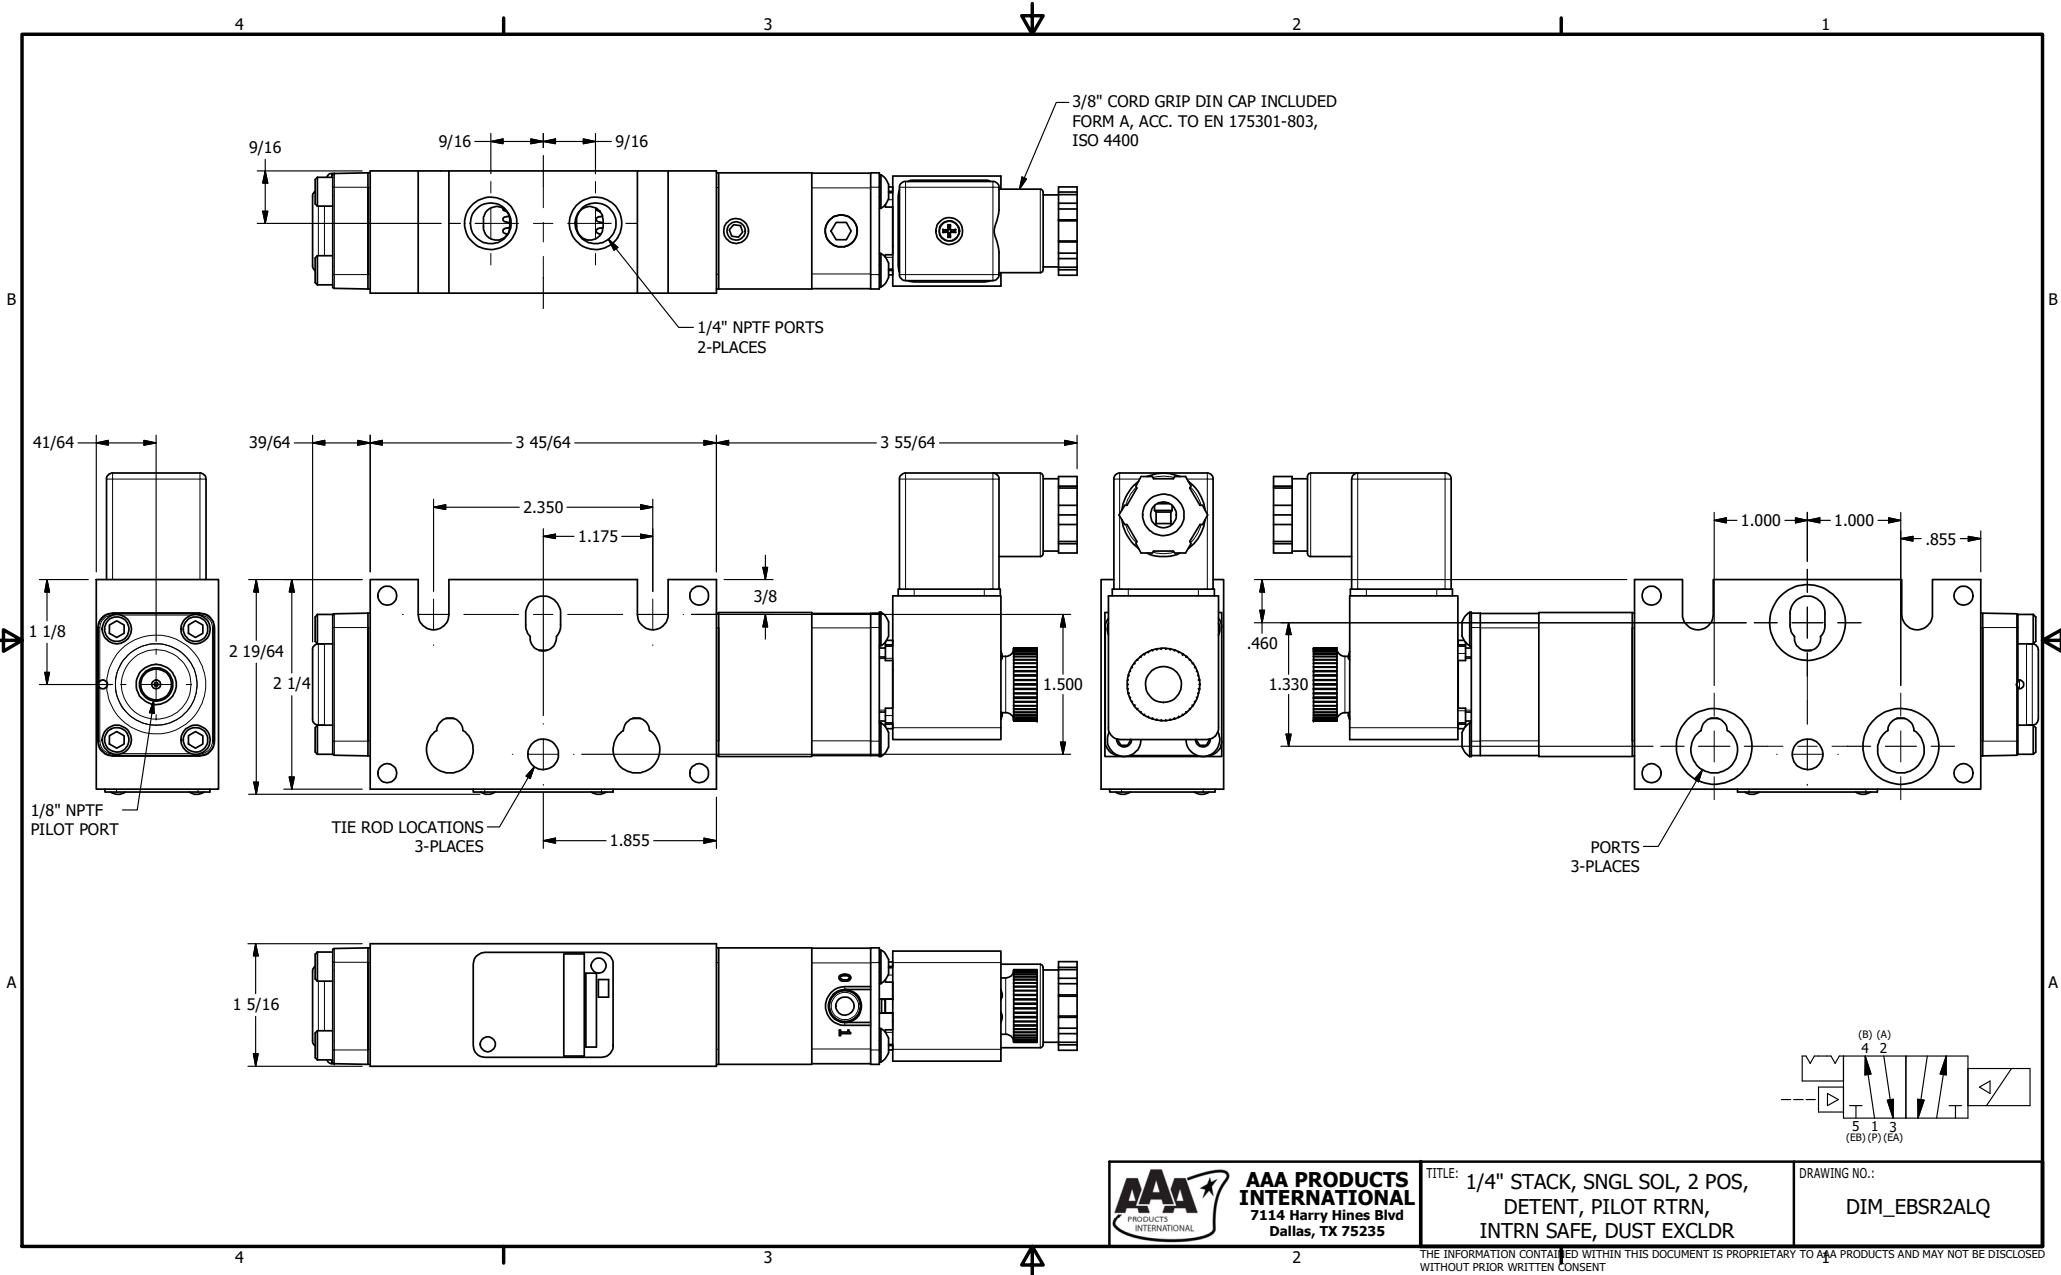 4
3
2
1
3/8" CORD GRIP DIN CAP INCLUDED
FORM A, ACC. TO EN 175301-803,
ISO 4400
9/16
9/16
9/16
B
B
1/4" NPTF PORTS
2-PLACES
41/64
39/64
3 45/64
3 55/64
2.350
1.175
1.000
1.000
.855
3/8
1 1/8
2 19/64
2 1/4
1.500
.460
1.330
1/8" NPTF
PILOT PORT
TIE ROD LOCATIONS
3-PLACES
1.855
PORTS
3-PLACES
A
A
1 5/16
0
1
(B) (A)
4 2
5 1 3
(EB) (P) (EA)
AAA
PRODUCTS
INTERNATIONAL
AAA PRODUCTS
INTERNATIONAL
7114 Harry Hines Blvd
Dallas, TX 75235
TITLE: 1/4" STACK, SNGL SOL, 2 POS,
DETENT, PILOT RTRN,
INTRN SAFE, DUST EXCLDR
DRAWING NO.:
DIM_EBSR2ALQ
4
3
2
1
THE INFORMATION CONTAINED WITHIN THIS DOCUMENT IS PROPRIETARY TO AAA PRODUCTS AND MAY NOT BE DISCLOSED
WITHOUT PRIOR WRITTEN CONSENT